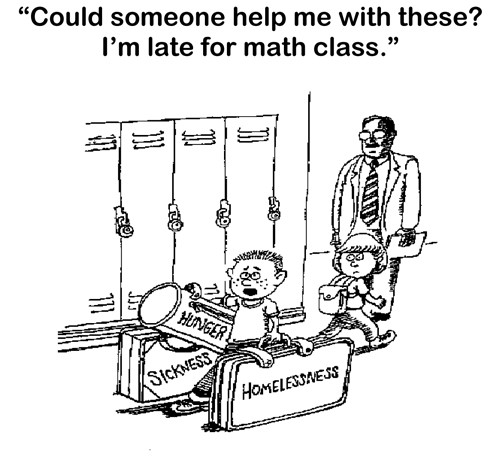 “Could someone help me with these?
I’m late for math class.”
HUNGER
SICKNESS
HOMELESSNESS